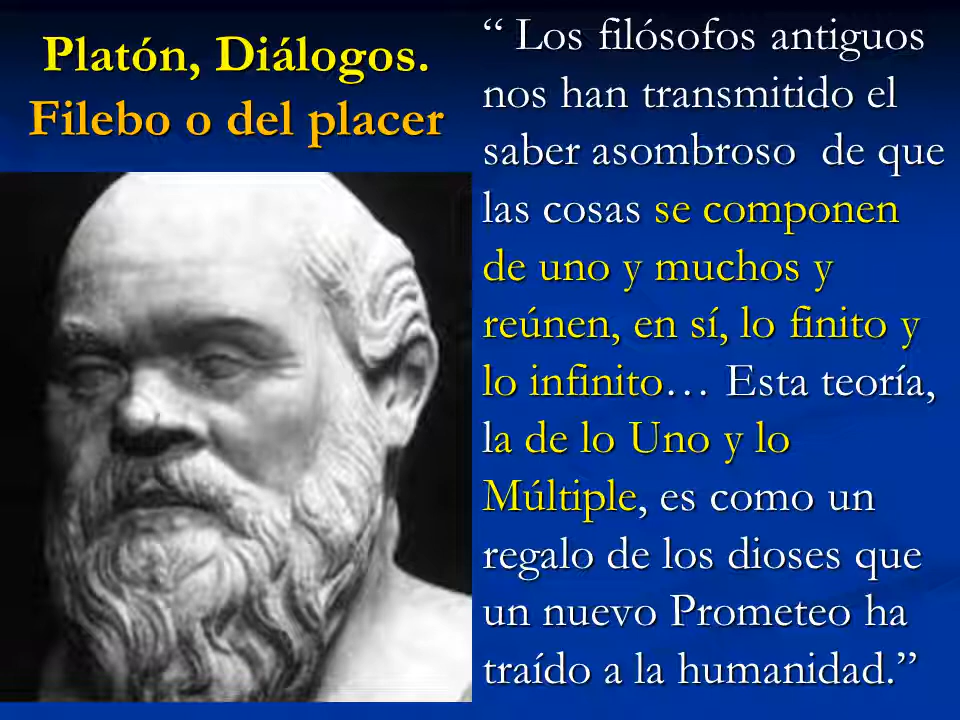 Platón, Diálogos.
Filebo o del placer
“ Los filósofos antiguos
nos han transmitido el
saber asombroso de que
las cosas se componen
de uno y muchos y
reúnen, en sí, lo finito y
lo infinito… Esta teoría,
la de lo Uno y lo
Múltiple, es como un
regalo de los dioses que
un nuevo Prometeo ha
traído a la humanidad.”